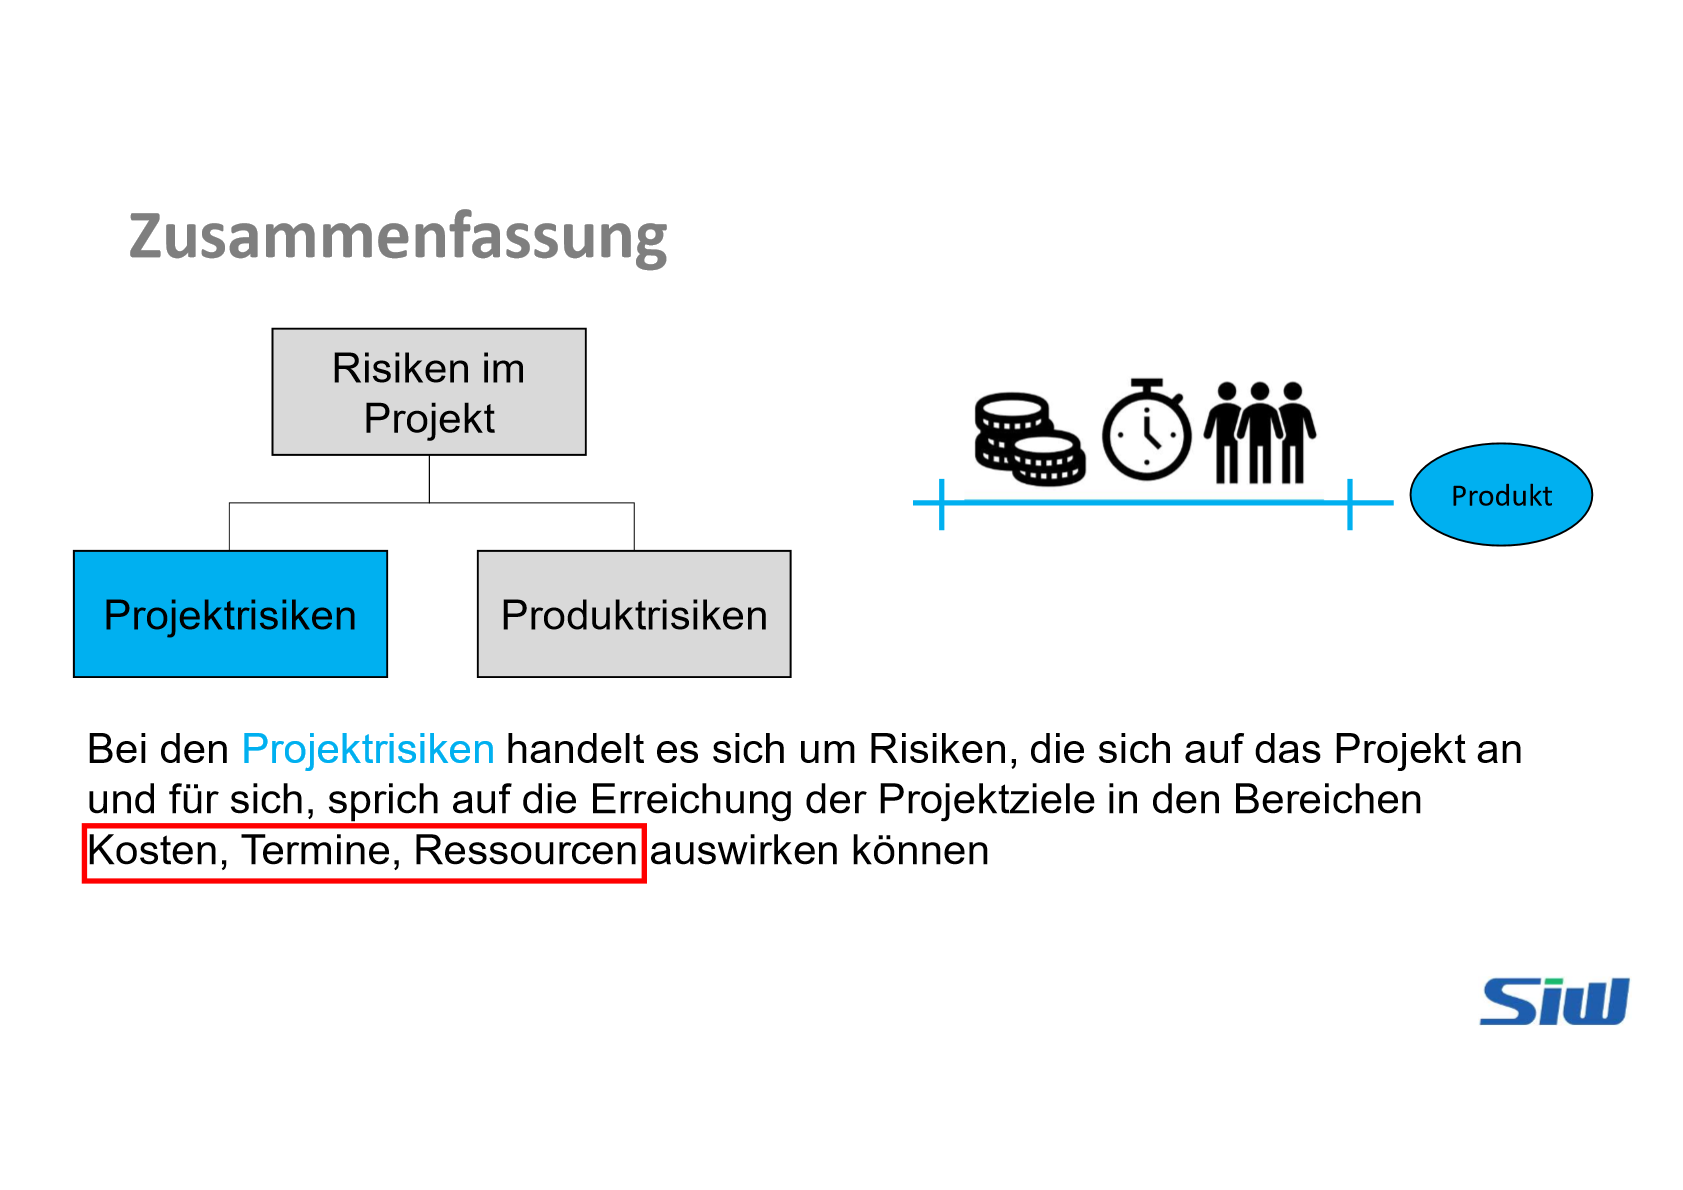 Zusammenfassung
Risiken im
Projekt
Projektrisiken
Produktrisiken
Produkt
Bei den Projektrisiken handelt es sich um Risiken, die sich auf das Projekt an
und für sich, sprich auf die Erreichung der Projektziele in den Bereichen
Kosten, Termine, Ressourcen auswirken können
Siw